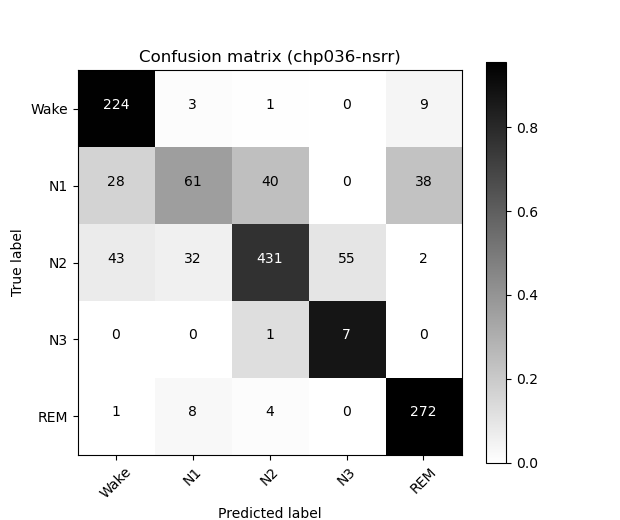 Confusion matrix (chp036-nsrr)
Wake 224 3 1 0 9
N1 28 61 40 0 38
N2 43 32 431 55 2
N3 0 0 1 7 0
REM 1 8 4 0 272
Wake N1 N2 N3 REM
Predicted label
True label
0.8
0.6
0.4
0.2
0.0